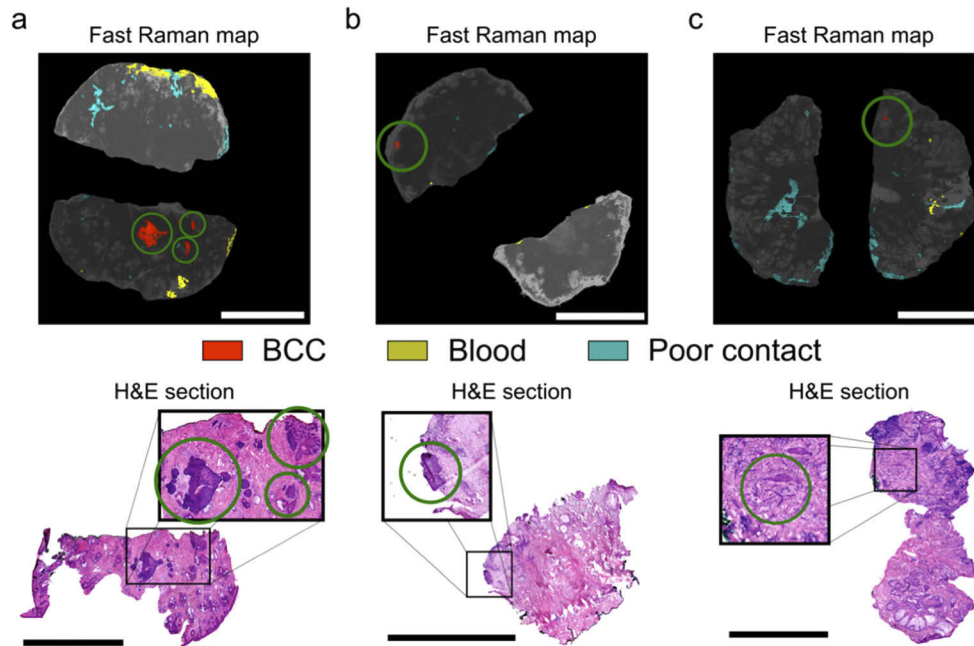 a
b
c
Fast Raman map
Fast Raman map
Fast Raman map
BCC
Blood
Poor contact
H&E section
H&E section
H&E section